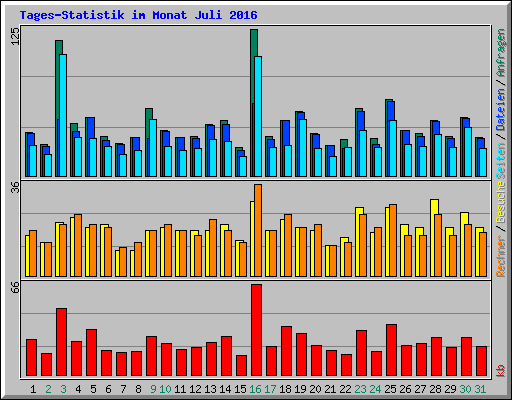 Tages-Statistik im Monat Juli 2016
125
36
66
Rechner / Besuche Seiten / Dateien / Anfragen
kb
1 2 3 4 5 6 7 8 9 10 11 12 13 14 15 16 17 18 19 20 21 22 23 24 25 26 27 28 29 30 31